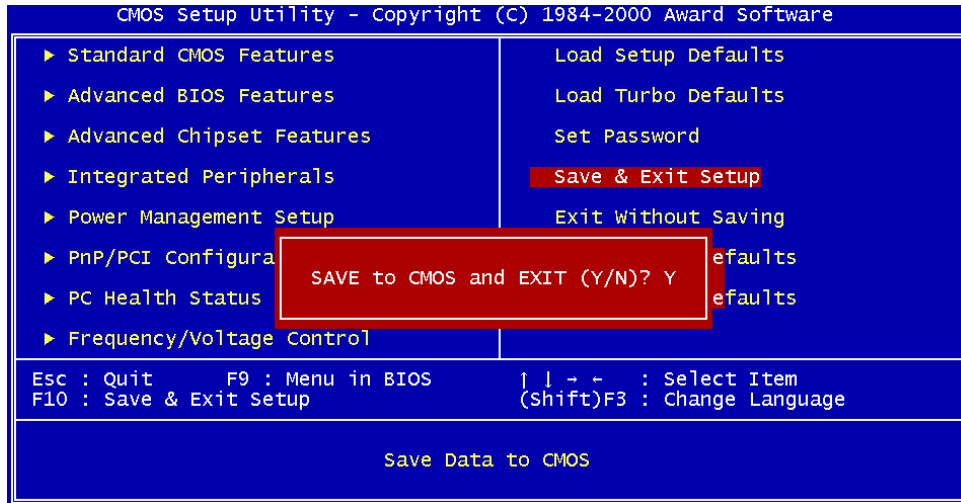 CMOS Setup Utility - Copyright (C) 1984-2000 Award Software
▶ Standard CMOS Features
▶ Advanced BIOS Features
▶ Advanced Chipset Features
▶ Integrated Peripherals
▶ Power Management Setup
▶ PnP/PCI Configura
▶ PC Health Status
▶ Frequency/Voltage Control
Load Setup Defaults
Load Turbo Defaults
Set Password
Save & Exit Setup
Exit Without Saving
efaults
efaults
SAVE to CMOS and EXIT (Y/N)? Y
Esc : Quit F9 : Menu in BIOS ↑ ↓ → ← : Select Item
F10 : Save & Exit Setup (Shift)F3 : Change Language
Save Data to CMOS